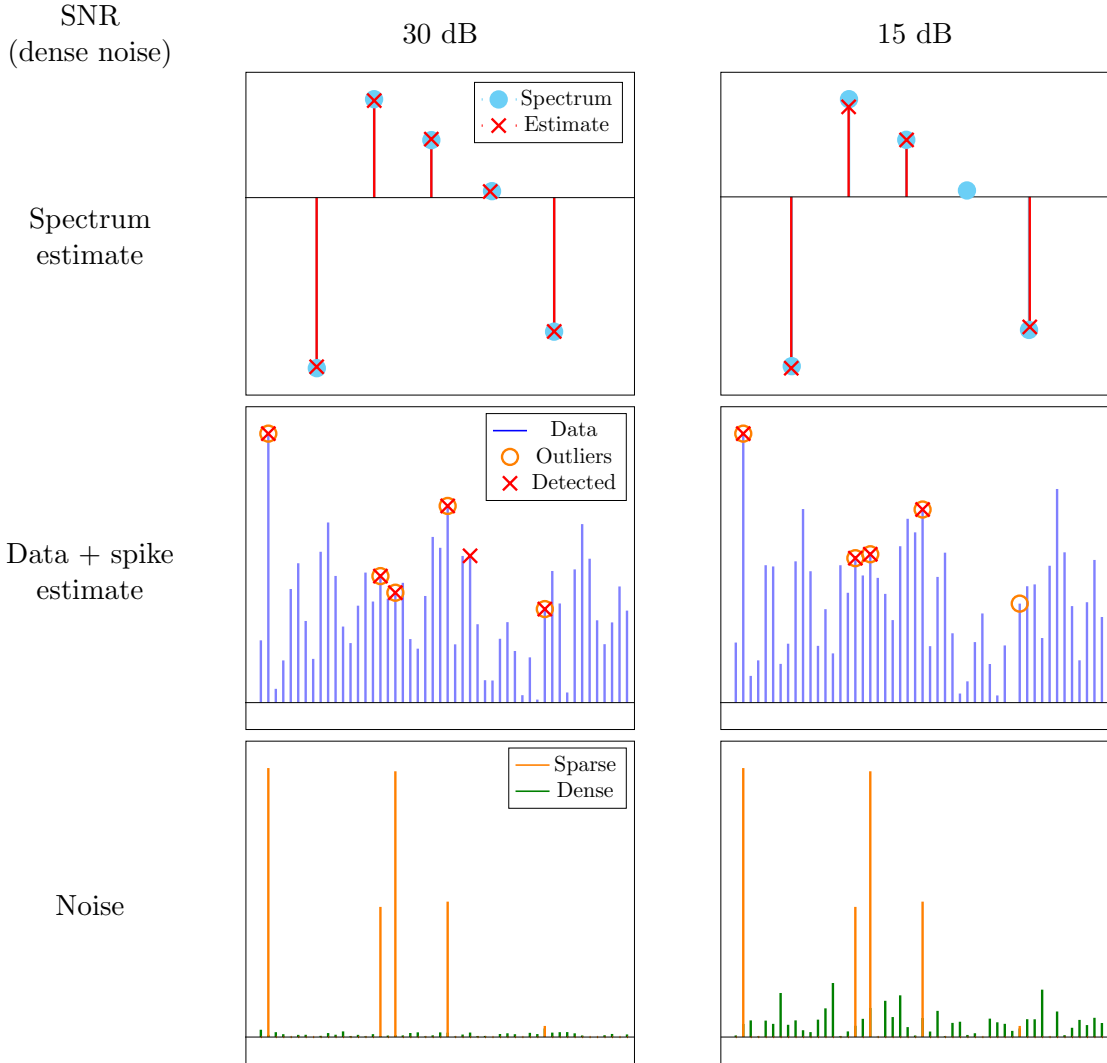 SNR
(dense noise)
30 dB
15 dB
Spectrum
Estimate
Spectrum
estimate
Data
Outliers
Detected
Data + spike
estimate
Sparse
Dense
Noise